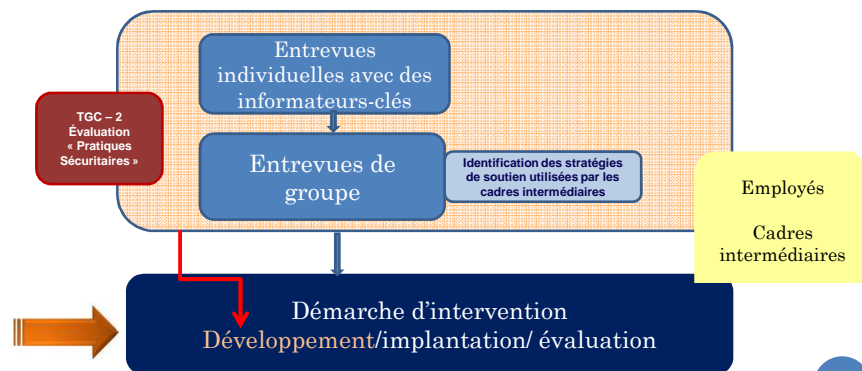 Entrevues
individuelles avec des
informateurs-clés
TGC – 2
Évaluation
« Pratiques
Sécuritaires »
Entrevues de
groupe
Identification des stratégies
de soutien utilisées par les
cadres intermédiaires
Employés
Cadres
intermédiaires
Démarche d'intervention
Développement/implantation/ évaluation